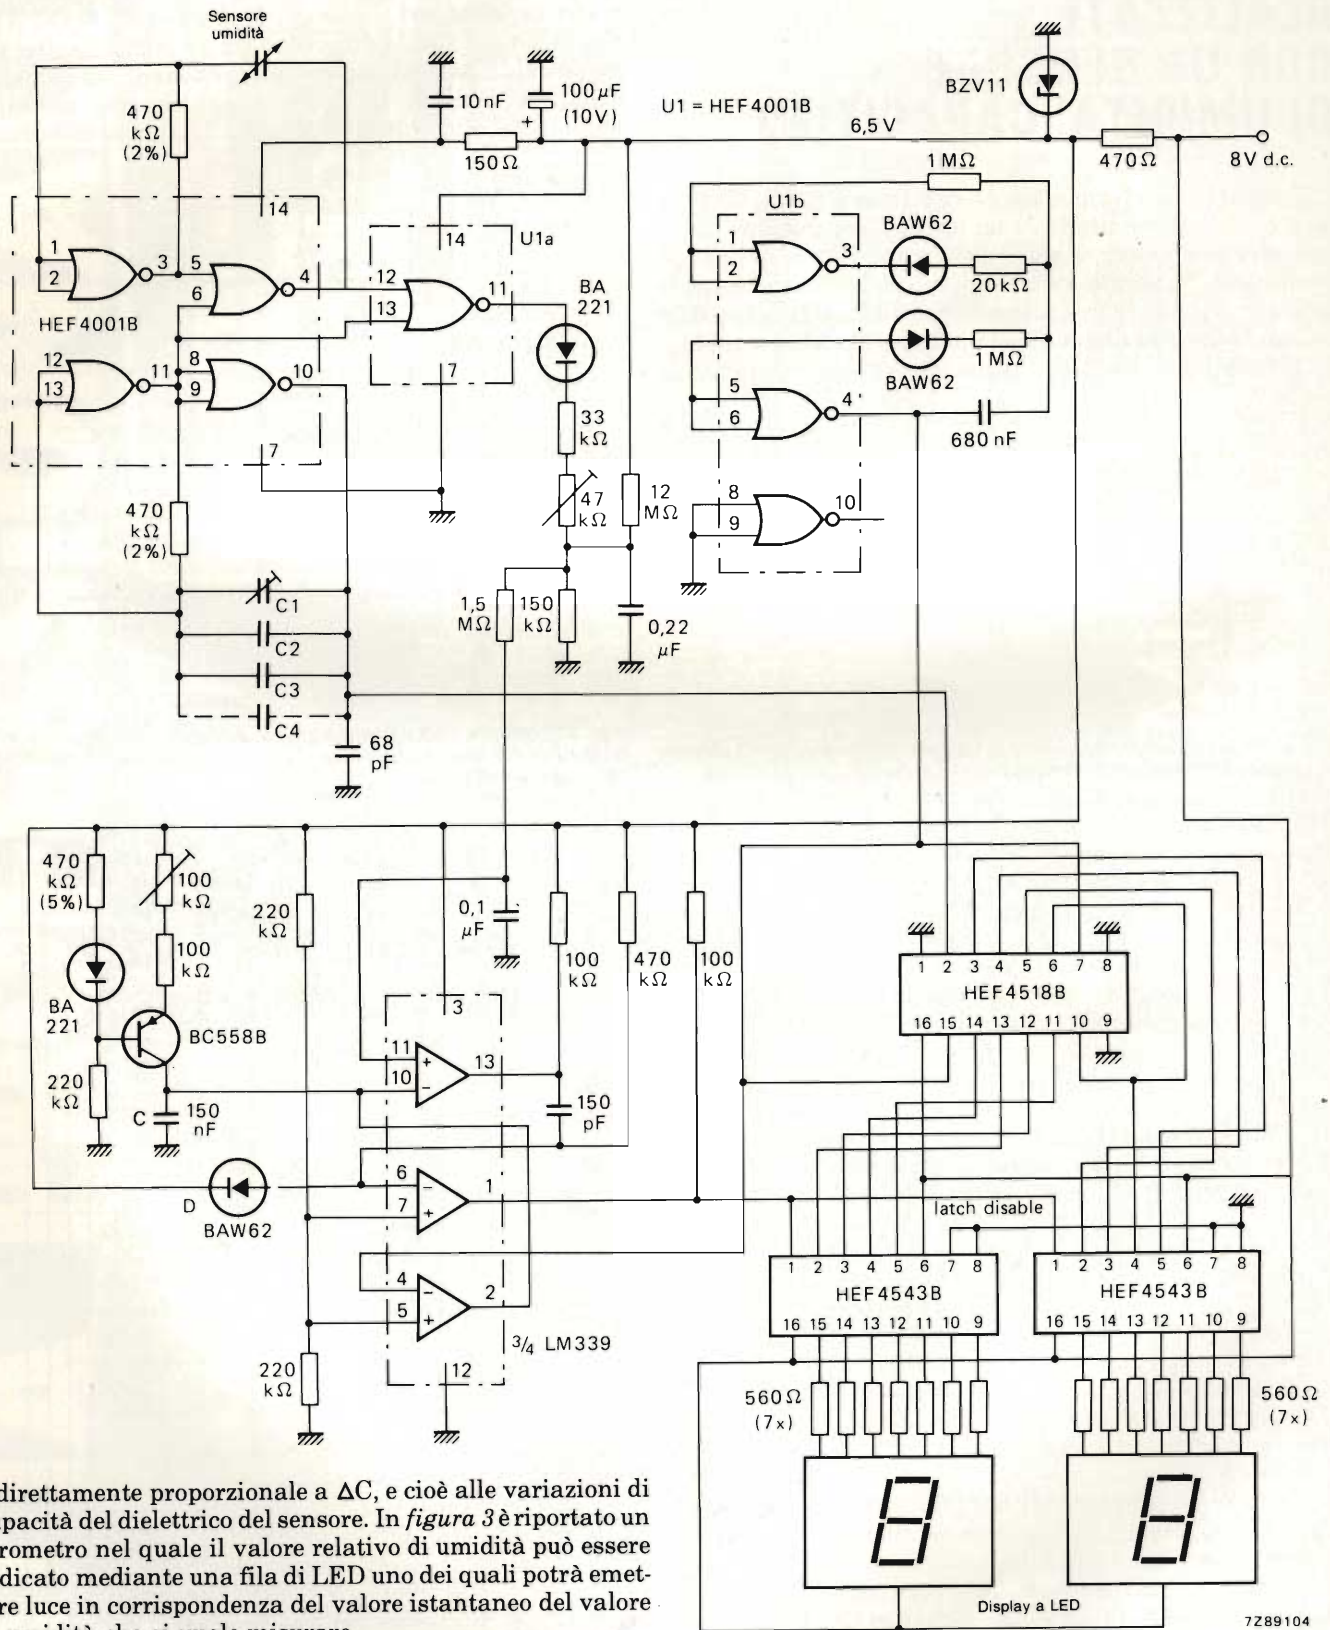 Sensore
umidità
470
kΩ
(2%)
10 nF
100 µF
(10V)
+
150 Ω
U1 = HEF4001B
6,5 V
BZV11
470 Ω
8V d.c.
1 MΩ
14
1
2
3
5
6
4
HEF4001B
12
13
11
8
9
10
7
U1a
14
12
13
11
7
BA
221
33
kΩ
47
kΩ
12
MΩ
1,5
MΩ
150
kΩ
0,22
µF
U1b
1
2
3
BAW62
20 kΩ
1 MΩ
BAW62
5
6
4
680 nF
8
9
10
470
kΩ
(2%)
C1
C2
C3
C4
68
pF
470
kΩ
(5%)
100
kΩ
100
kΩ
BA
221
BC558B
220
kΩ
C
150
nF
D
BAW62
220
kΩ
0,1
µF
100
kΩ
470
kΩ
100
kΩ
3
11
+
10
–
13
150
pF
6
–
7
+
1
4
–
5
+
2
3/4 LM339
12
220
kΩ
1 2 3 4 5 6 7 8
HEF4518B
16 15 14 13 12 11 10 9
latch disable
1 2 3 4 5 6 7 8
HEF4543B
16 15 14 13 12 11 10 9
1 2 3 4 5 6 7 8
HEF4543B
16 15 14 13 12 11 10 9
560 Ω
(7x)
560 Ω
(7x)
Display a LED
7Z89104
direttamente proporzionale a ΔC, e cioè alle variazioni di
pacità del dielettrico del sensore. In figura 3 è riportato un
rometro nel quale il valore relativo di umidità può essere
dicato mediante una fila di LED uno dei quali potrà emet-
re luce in corrispondenza del valore istantaneo del valore